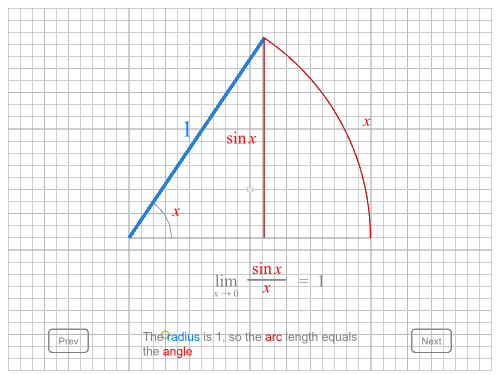 1
sin x
x
x
lim x → 0 sin x / x = 1
Prev
The radius is 1, so the arc length equals
the angle
Next